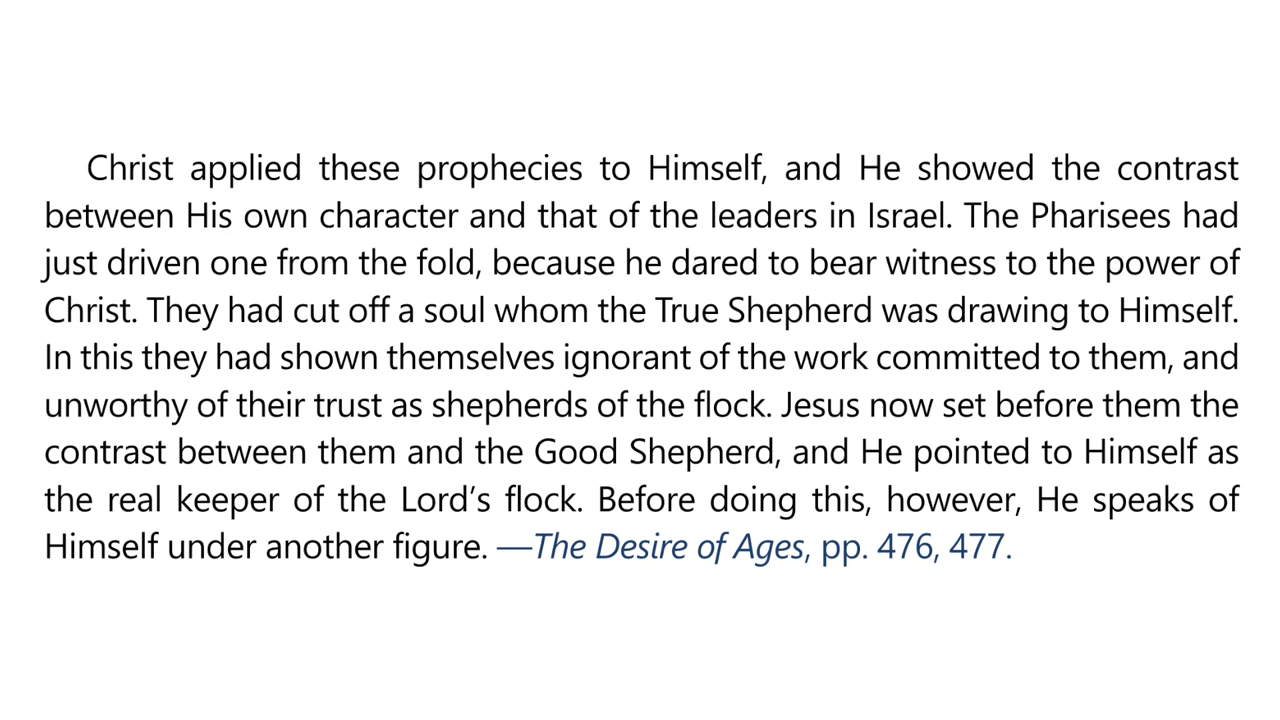 Christ applied these prophecies to Himself, and He showed the contrast
between His own character and that of the leaders in Israel. The Pharisees had
just driven one from the fold, because he dared to bear witness to the power of
Christ. They had cut off a soul whom the True Shepherd was drawing to Himself.
In this they had shown themselves ignorant of the work committed to them, and
unworthy of their trust as shepherds of the flock. Jesus now set before them the
contrast between them and the Good Shepherd, and He pointed to Himself as
the real keeper of the Lord’s flock. Before doing this, however, He speaks of
Himself under another figure. —The Desire of Ages, pp. 476, 477.